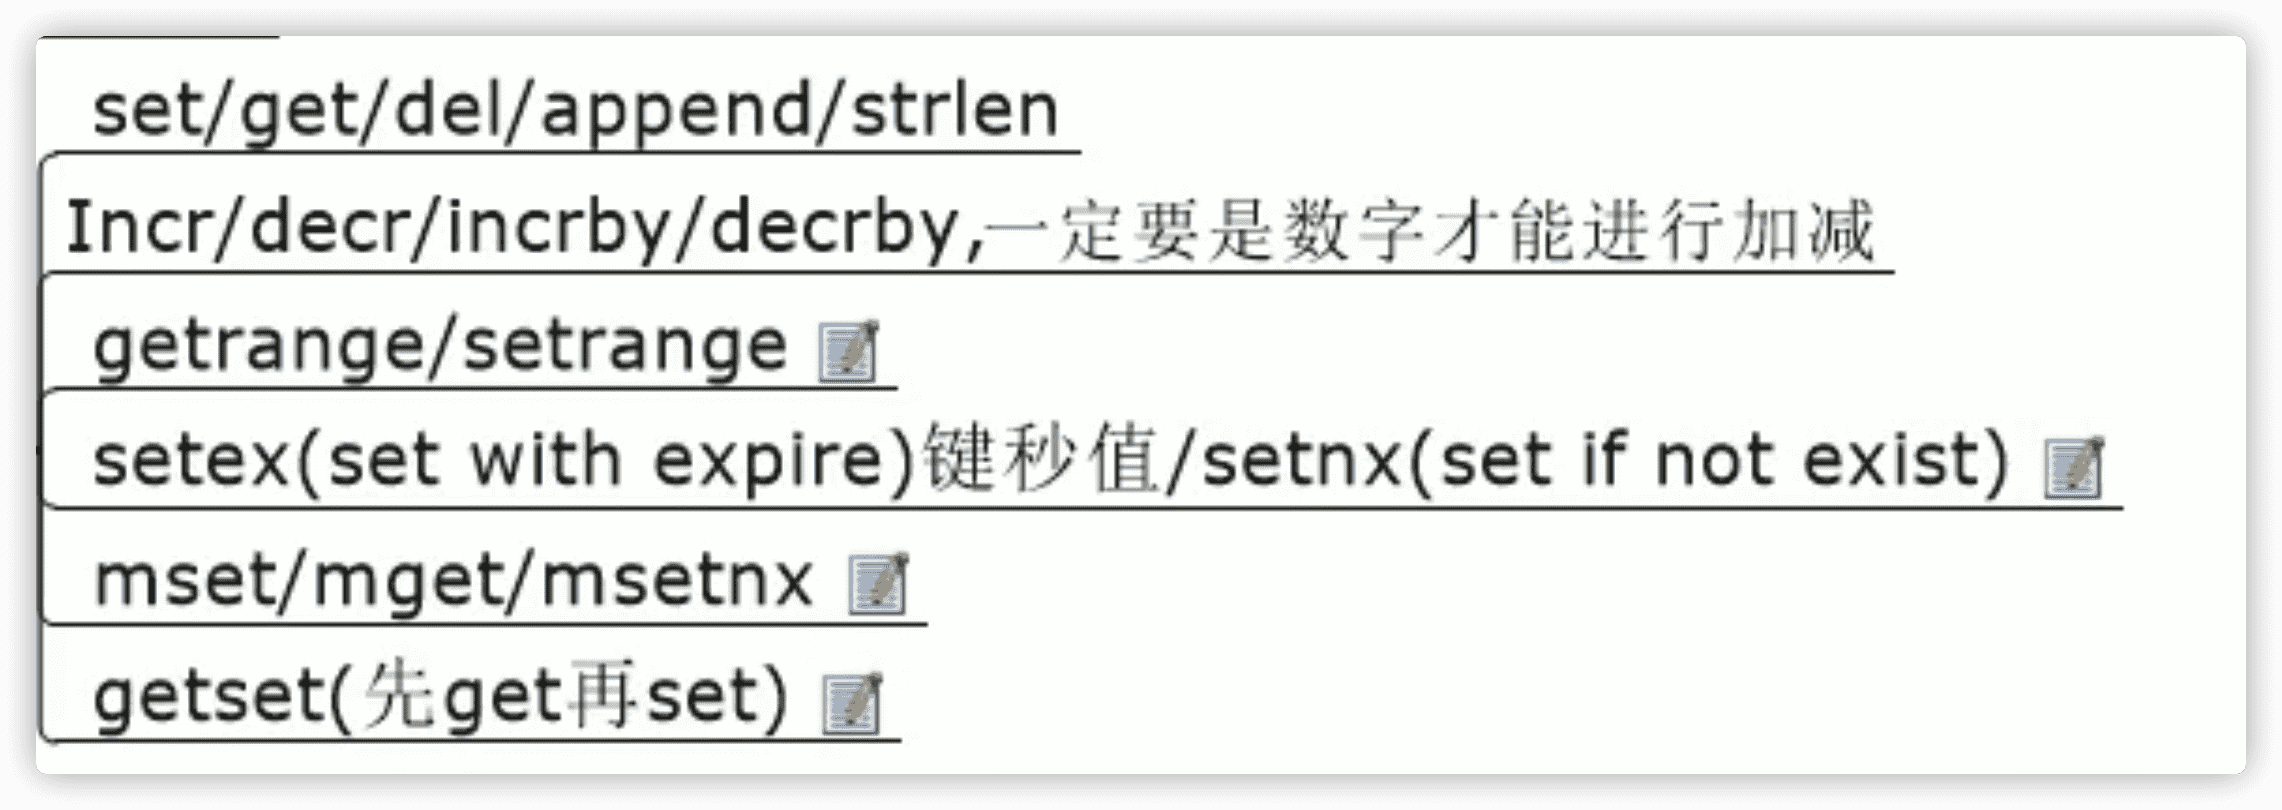 set/get/del/append/strlen
Incr/decr/incrby/decrby,一定要是数字才能进行加减
getrange/setrange
setex(set with expire)键秒值/setnx(set if not exist)
mset/mget/msetnx
getset(先get再set)